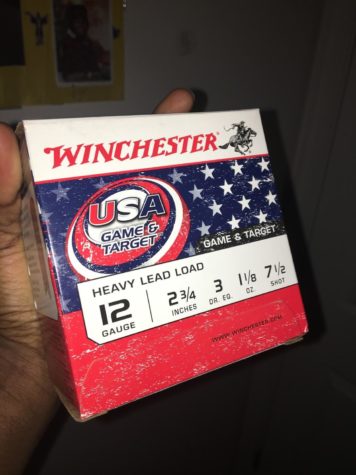 WINCHESTER
USA
GAME &
TARGET
GAME & TARGET
HEAVY LEAD LOAD
12
GAUGE
2 3/4
INCHES
3
DR. EQ.
1 1/8
OZ.
7 1/2
SHOT
WWW.WINCHESTER.COM